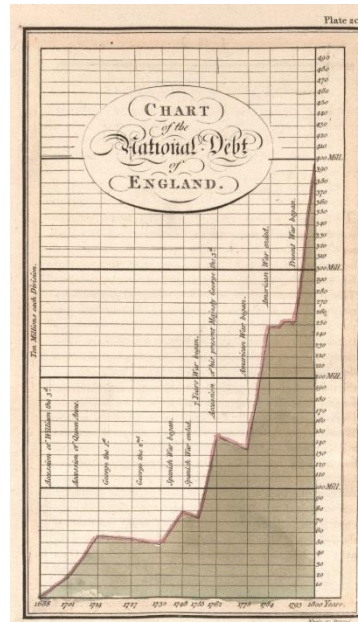 Plate 20
CHART
of the
National Debt
of
ENGLAND.
Ten Millions each Division.
Accession of William the 3d.
Accession of Queen Anne.
George the 1st
George the 2nd
Spanish War began.
Spanish War ended.
7 Years War began.
Accession of his present Majesty George the 3d.
American War began.
American War ended.
Present War began.
490
480
470
460
450
440
430
420
410
400 Mill.
390
380
370
360
350
340
330
320
310
300 Mill.
290
280
270
260
250
240
230
220
210
200 Mill.
190
180
170
160
150
140
130
120
110
100 Mill.
90
80
70
60
50
40
30
20
10
1688 1701 1714 1727 1739 1748 1755 1762 1775 1784 1793 1800 Years.